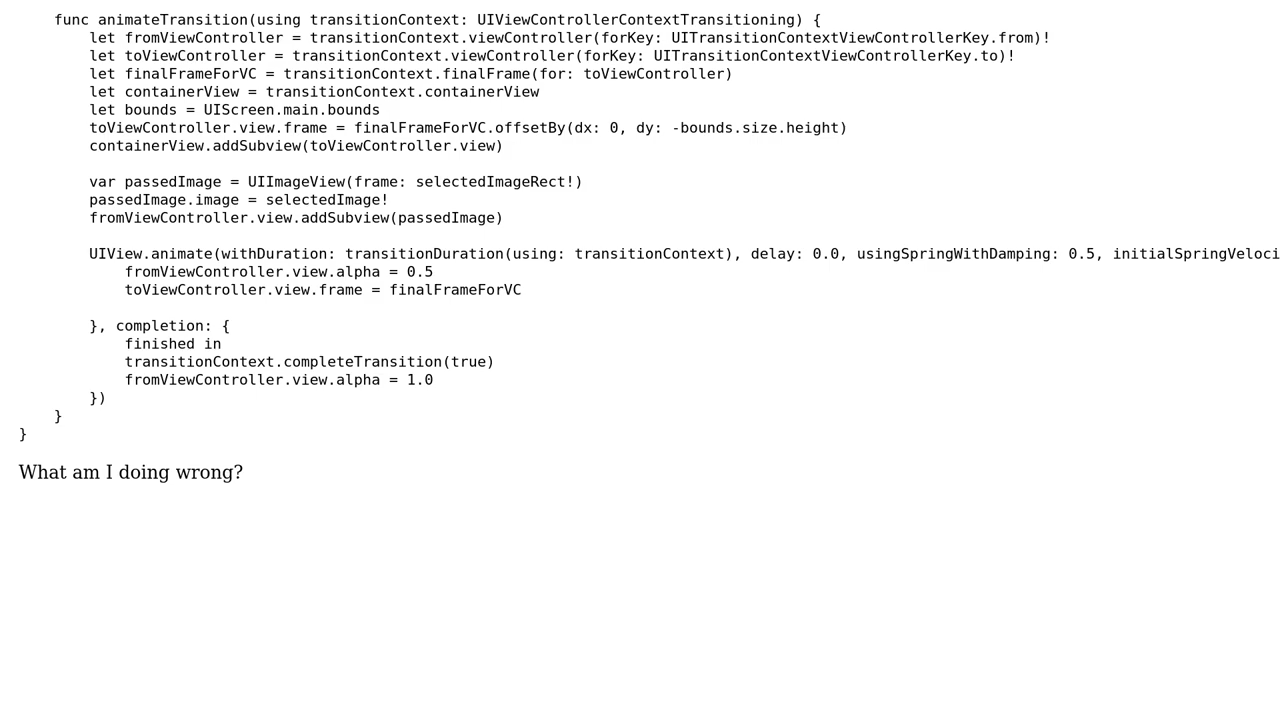 func animateTransition(using transitionContext: UIViewControllerContextTransitioning) {
        let fromViewController = transitionContext.viewController(forKey: UITransitionContextViewControllerKey.from)!
        let toViewController = transitionContext.viewController(forKey: UITransitionContextViewControllerKey.to)!
        let finalFrameForVC = transitionContext.finalFrame(for: toViewController)
        let containerView = transitionContext.containerView
        let bounds = UIScreen.main.bounds
        toViewController.view.frame = finalFrameForVC.offsetBy(dx: 0, dy: -bounds.size.height)
        containerView.addSubview(toViewController.view)

        var passedImage = UIImageView(frame: selectedImageRect!)
        passedImage.image = selectedImage!
        fromViewController.view.addSubview(passedImage)

        UIView.animate(withDuration: transitionDuration(using: transitionContext), delay: 0.0, usingSpringWithDamping: 0.5, initialSpringVeloci
            fromViewController.view.alpha = 0.5
            toViewController.view.frame = finalFrameForVC

        }, completion: {
            finished in
            transitionContext.completeTransition(true)
            fromViewController.view.alpha = 1.0
        })
    }
}
What am I doing wrong?